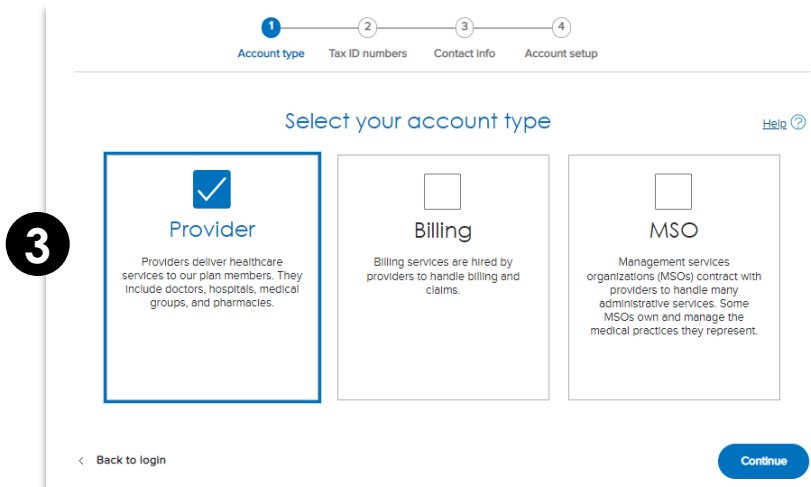 1
2
3
4
Account type
Tax ID numbers
Contact Info
Account setup
Select your account type
Help ?
3
Provider
Providers deliver healthcare
services to our plan members. They
include doctors, hospitals, medical
groups, and pharmacies.
Billing
Billing services are hired by
providers to handle billing and
claims.
MSO
Management services
organizations (MSOs) contract with
providers to handle many
administrative services. Some
MSOs own and manage the
medical practices they represent.
< Back to login
Continue